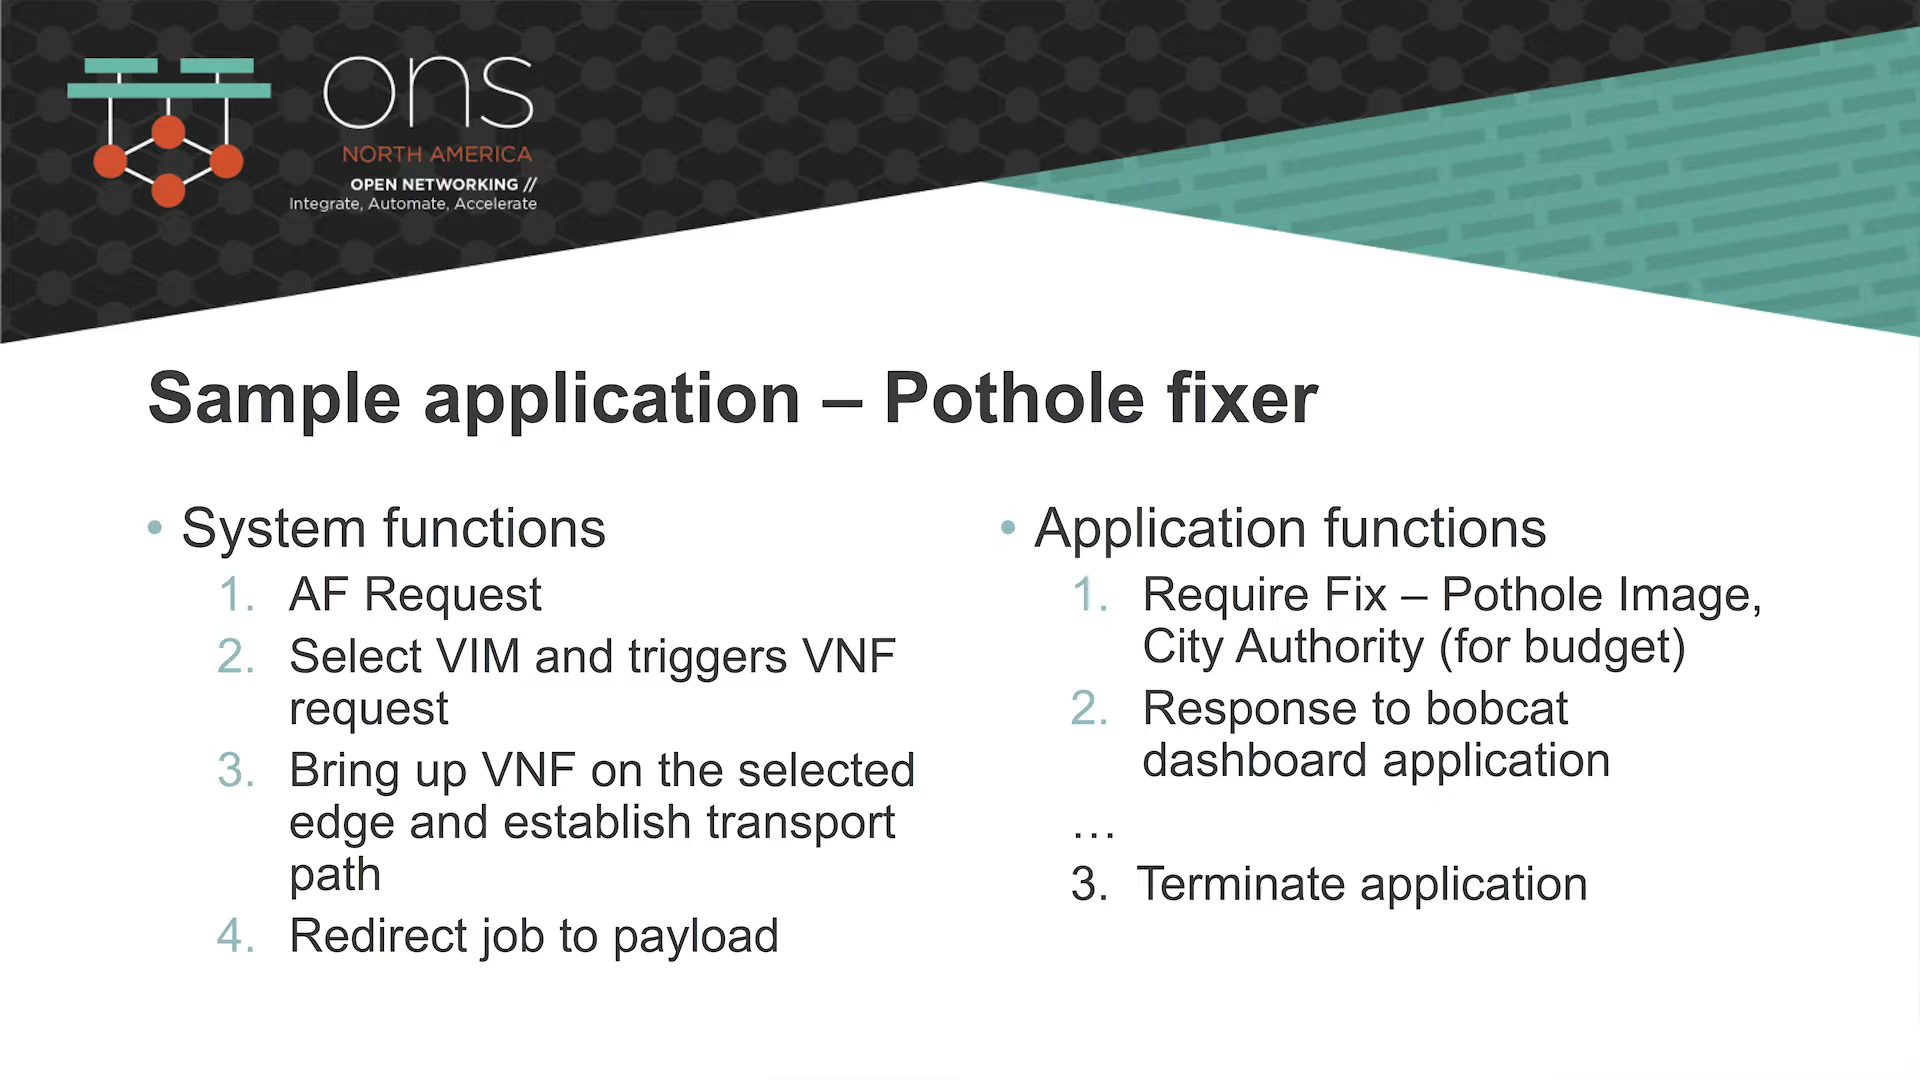 ons
NORTH AMERICA
OPEN NETWORKING //
Integrate, Automate, Accelerate
Sample application – Pothole fixer
• System functions
1. AF Request
2. Select VIM and triggers VNF
request
3. Bring up VNF on the selected
edge and establish transport
path
4. Redirect job to payload
• Application functions
1. Require Fix – Pothole Image,
City Authority (for budget)
2. Response to bobcat
dashboard application
…
3. Terminate application